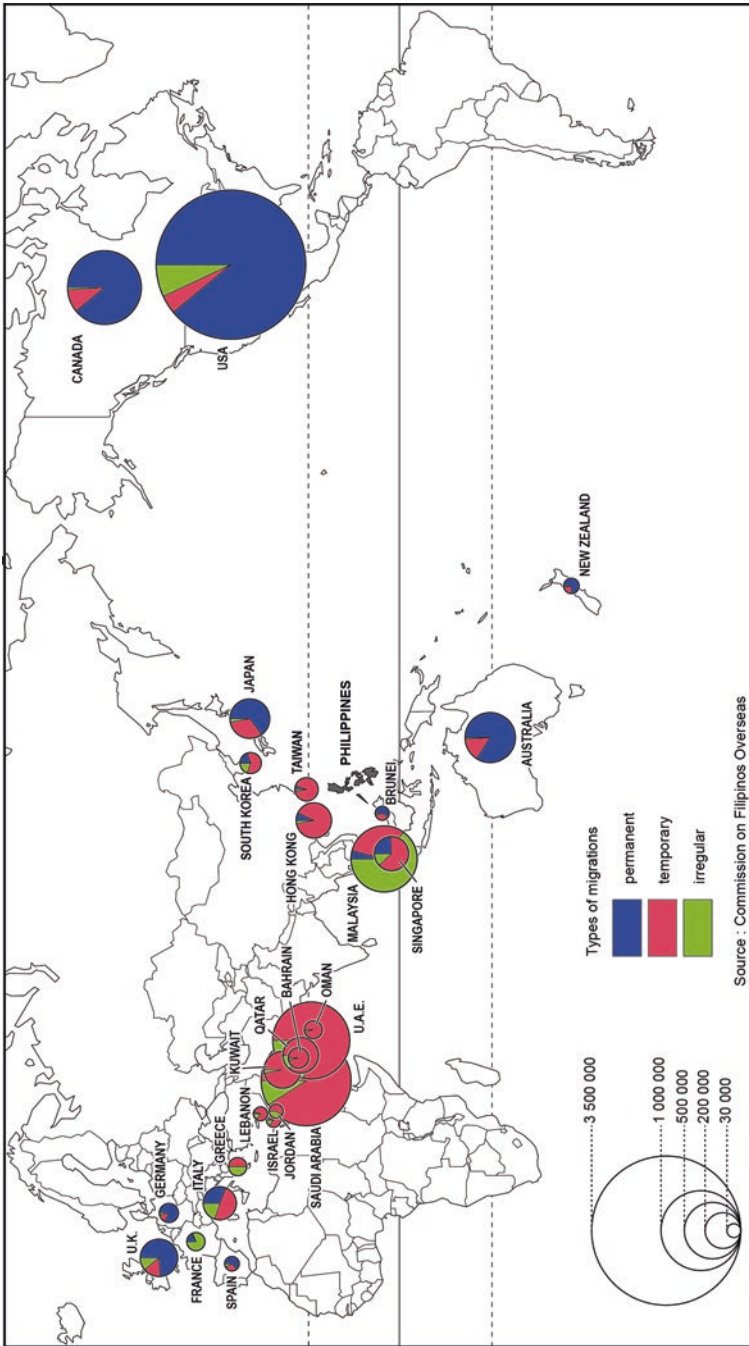 CANADA
USA
NEW ZEALAND
JAPAN
SOUTH KOREA
TAIWAN
HONG KONG
PHILIPPINES
BRUNEI
MALAYSIA
SINGAPORE
AUSTRALIA
KUWAIT
QATAR
BAHRAIN
OMAN
U.A.E.
LEBANON
ISRAEL
JORDAN
SAUDI ARABIA
GREECE
ITALY
GERMANY
U.K.
FRANCE
SPAIN
Types of migrations
permanent
temporary
irregular
3 500 000
1 000 000
500 000
200 000
30 000
Source : Commission on Filipinos Overseas